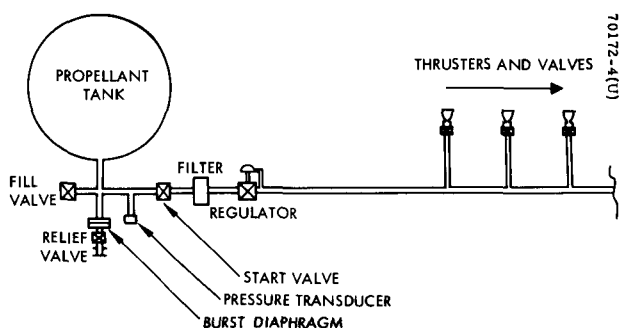 PROPELLANT
TANK
THRUSTERS AND VALVES
70172-4(U)
FILTER
FILL
VALVE
REGULATOR
RELIEF
VALVE
START VALVE
PRESSURE TRANSDUCER
BURST DIAPHRAGM